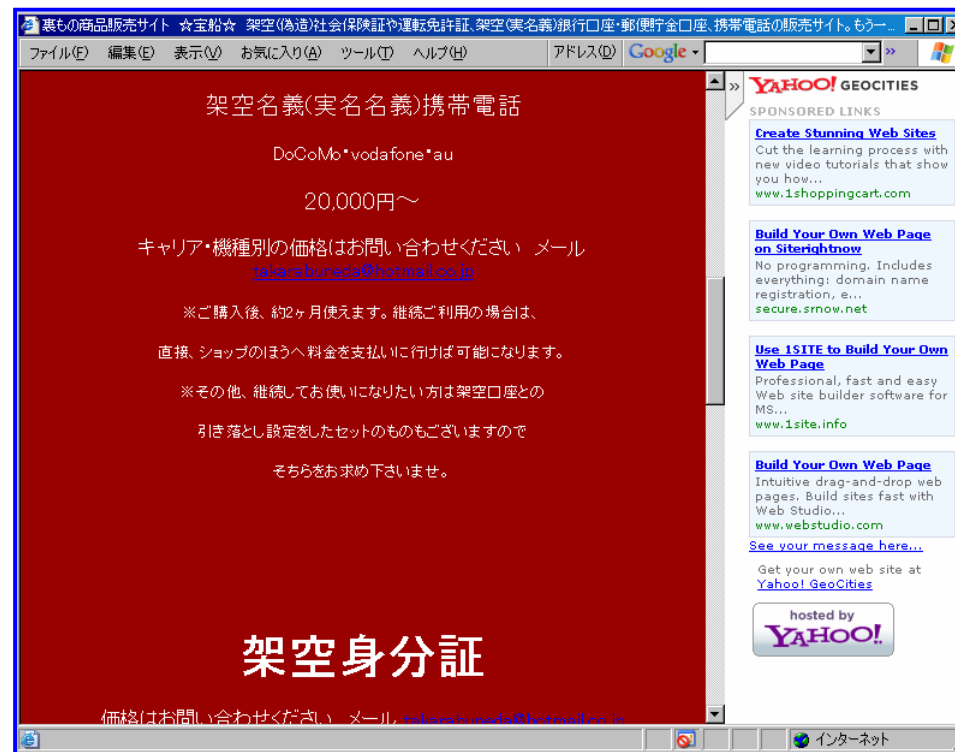 裏もの商品販売サイト ☆宝船☆ 架空(偽造)社会保険証や運転免許証、架空(実名義)銀行口座・郵便貯金口座、携帯電話の販売サイト。もう一...
ファイル(F) 編集(E) 表示(V) お気に入り(A) ツール(T) ヘルプ(H) アドレス(D) Google
架空名義(実名名義)携帯電話
DoCoMo・vodafone・au
20,000円～
キャリア・機種別の価格はお問い合わせください メール
takarabuneda@hotmail.co.jp
※ご購入後、約2ヶ月使えます。継続ご利用の場合は、
直接、ショップのほうへ料金を支払いに行けば可能になります。
※その他、継続してお使いになりたい方は架空口座との
引き落とし設定をしたセットのものもございますので
そちらをお求め下さいませ。
架空身分証
価格はお問い合わせください メール takarabuneda@hotmail.co.jp
YAHOO! GEOCITIES
SPONSORED LINKS
Create Stunning Web Sites
Cut the learning process with
new video tutorials that show
you how...
www.1shoppingcart.com
Build Your Own Web Page
on Siterightnow
No programming. Includes
everything: domain name
registration, e...
secure.srnow.net
Use 1SITE to Build Your Own
Web Page
Professional, fast and easy
Web site builder software for
MS...
www.1site.info
Build Your Own Web Page
Intuitive drag-and-drop web
pages. Build sites fast with
Web Studio...
www.webstudio.com
See your message here...
Get your own web site at
Yahoo! GeoCities
hosted by
YAHOO!
インターネット